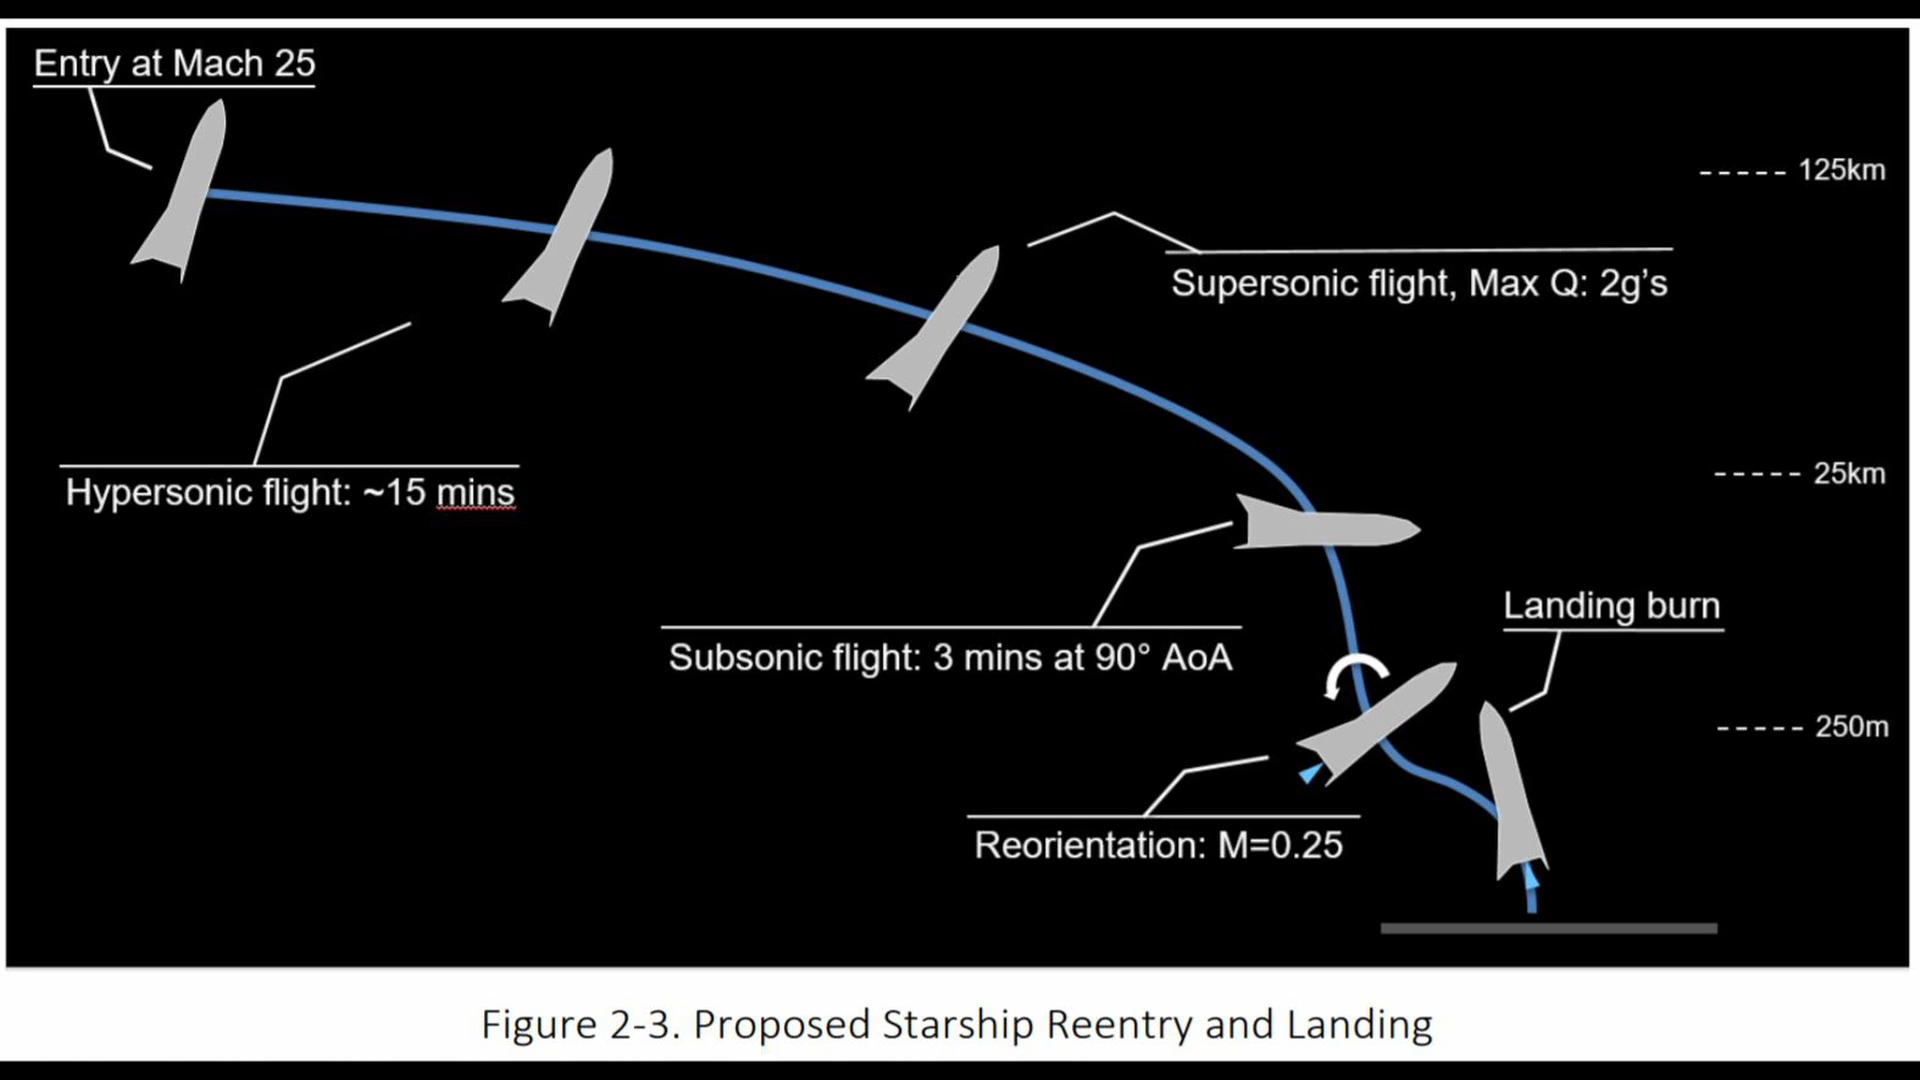 Entry at Mach 25
125km
Supersonic flight, Max Q: 2g’s
25km
Hypersonic flight: ~15 mins
Landing burn
Subsonic flight: 3 mins at 90° AoA
250m
Reorientation: M=0.25
Figure 2-3. Proposed Starship Reentry and Landing